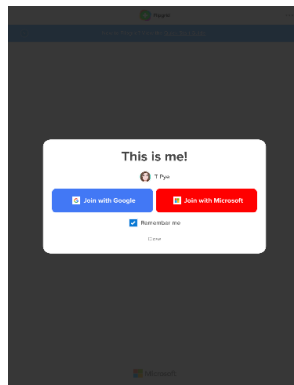 This is me!
T Pye
Join with Google
Join with Microsoft
Remember me
Close
Microsoft